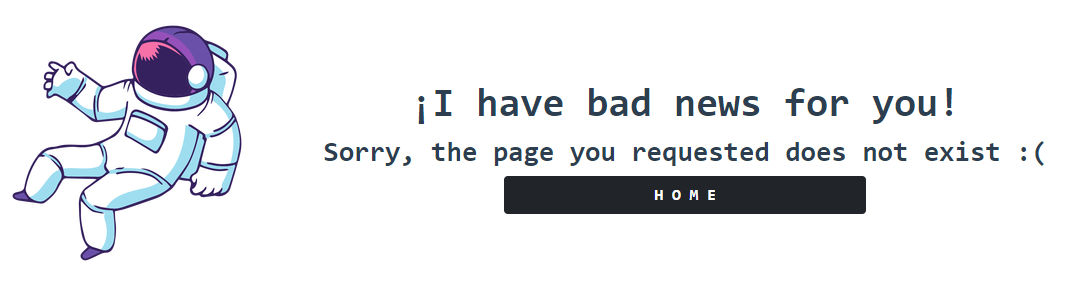 ¡I have bad news for you!
Sorry, the page you requested does not exist :(
HOME